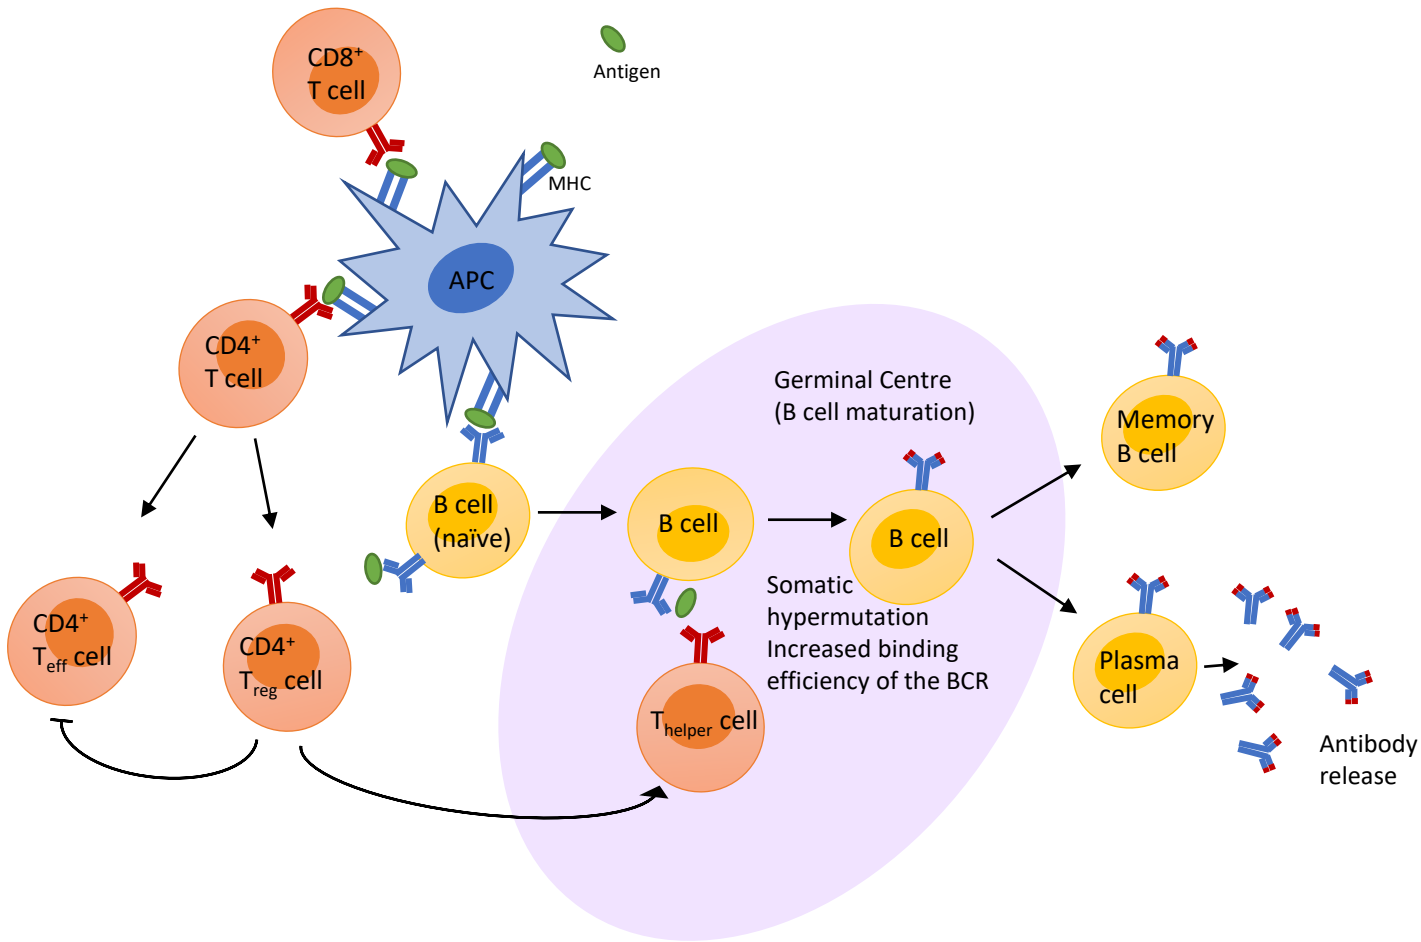 CD8⁺
T cell
Antigen
MHC
APC
CD4⁺
T cell
Germinal Centre
(B cell maturation)
Memory
B cell
B cell
(naïve)
B cell
B cell
Somatic
hypermutation
Increased binding
efficiency of the BCR
CD4⁺
Teff cell
CD4⁺
Treg cell
Thelper cell
Plasma
cell
Antibody
release